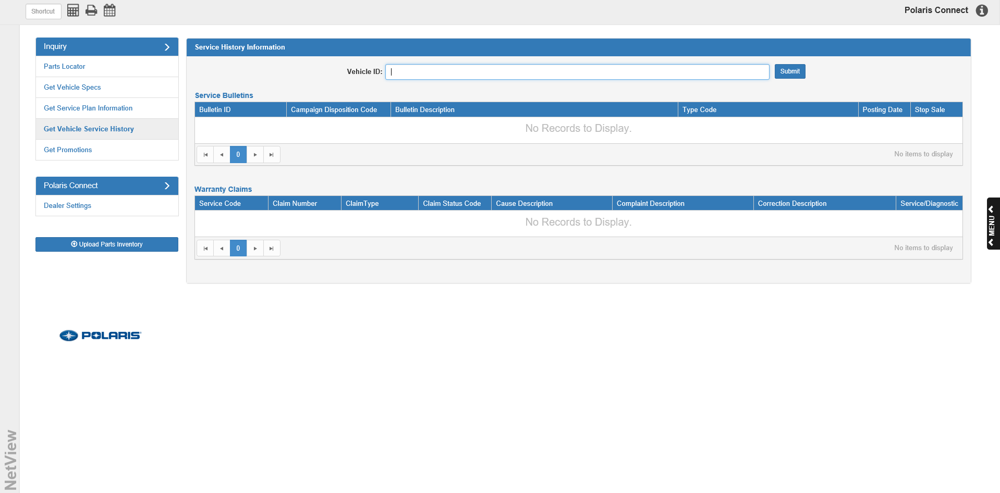 Shortcut
Polaris Connect
Inquiry
Parts Locator
Get Vehicle Specs
Get Service Plan Information
Get Vehicle Service History
Get Promotions
Polaris Connect
Dealer Settings
Upload Parts Inventory
POLARIS
NetView
Service History Information
Vehicle ID:
Submit
Service Bulletins
Bulletin ID Campaign Disposition Code Bulletin Description Type Code Posting Date Stop Sale
No Records to Display.
0 No items to display
Warranty Claims
Service Code Claim Number ClaimType Claim Status Code Cause Description Complaint Description Correction Description Service/Diagnostic
No Records to Display.
0 No items to display
MENU